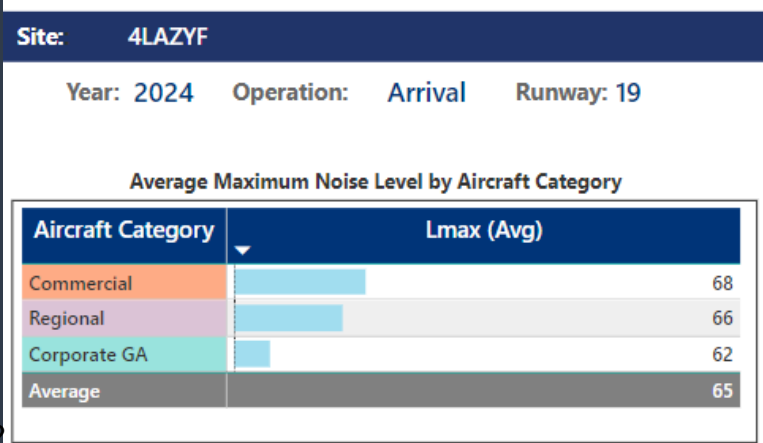 Site: 4LAZYF
Year: 2024 Operation: Arrival Runway: 19
Average Maximum Noise Level by Aircraft Category
Aircraft Category Lmax (Avg)
Commercial 68
Regional 66
Corporate GA 62
Average 65